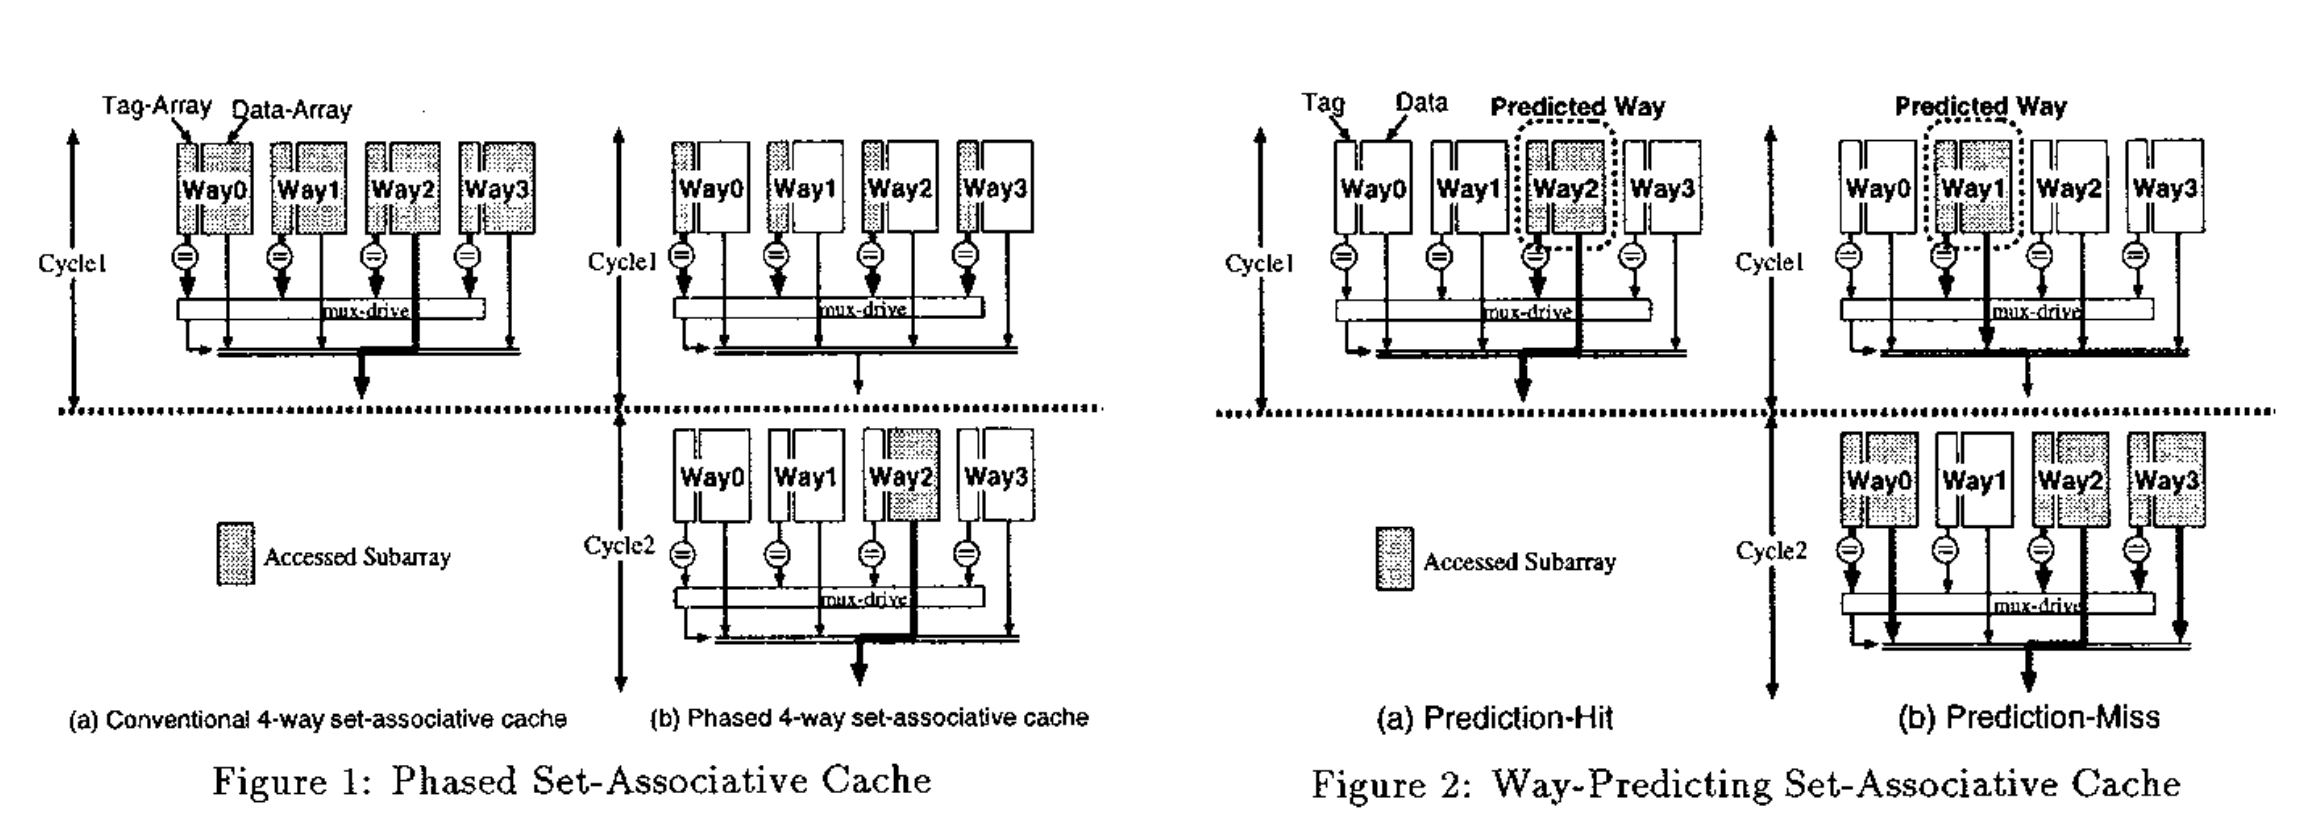 Tag-Array Data-Array
Way0 Way1 Way2 Way3
Cycle1
mux-drive
Way0 Way1 Way2 Way3
Cycle1
mux-drive
Way0 Way1 Way2 Way3
Cycle2
mux-drive
Accessed Subarray
(a) Conventional 4-way set-associative cache
(b) Phased 4-way set-associative cache
Figure 1: Phased Set-Associative Cache
Tag Data Predicted Way
Way0 Way1 Way2 Way3
Cycle1
mux-drive
Predicted Way
Way0 Way1 Way2 Way3
Cycle1
mux-drive
Way0 Way1 Way2 Way3
Cycle2
mux-drive
Accessed Subarray
(a) Prediction-Hit
(b) Prediction-Miss
Figure 2: Way-Predicting Set-Associative Cache